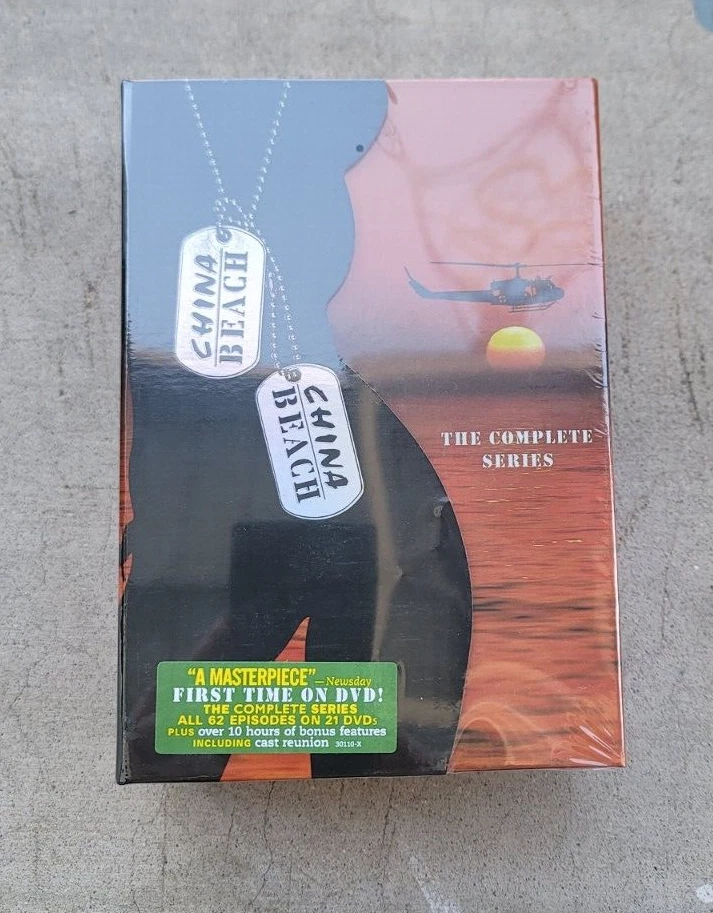 CHINA
BEACH
CHINA
BEACH
THE COMPLETE
SERIES
"A MASTERPIECE" —Newsday
FIRST TIME ON DVD!
THE COMPLETE SERIES
ALL 62 EPISODES ON 21 DVDs
PLUS over 10 hours of bonus features
INCLUDING cast reunion 30110-X